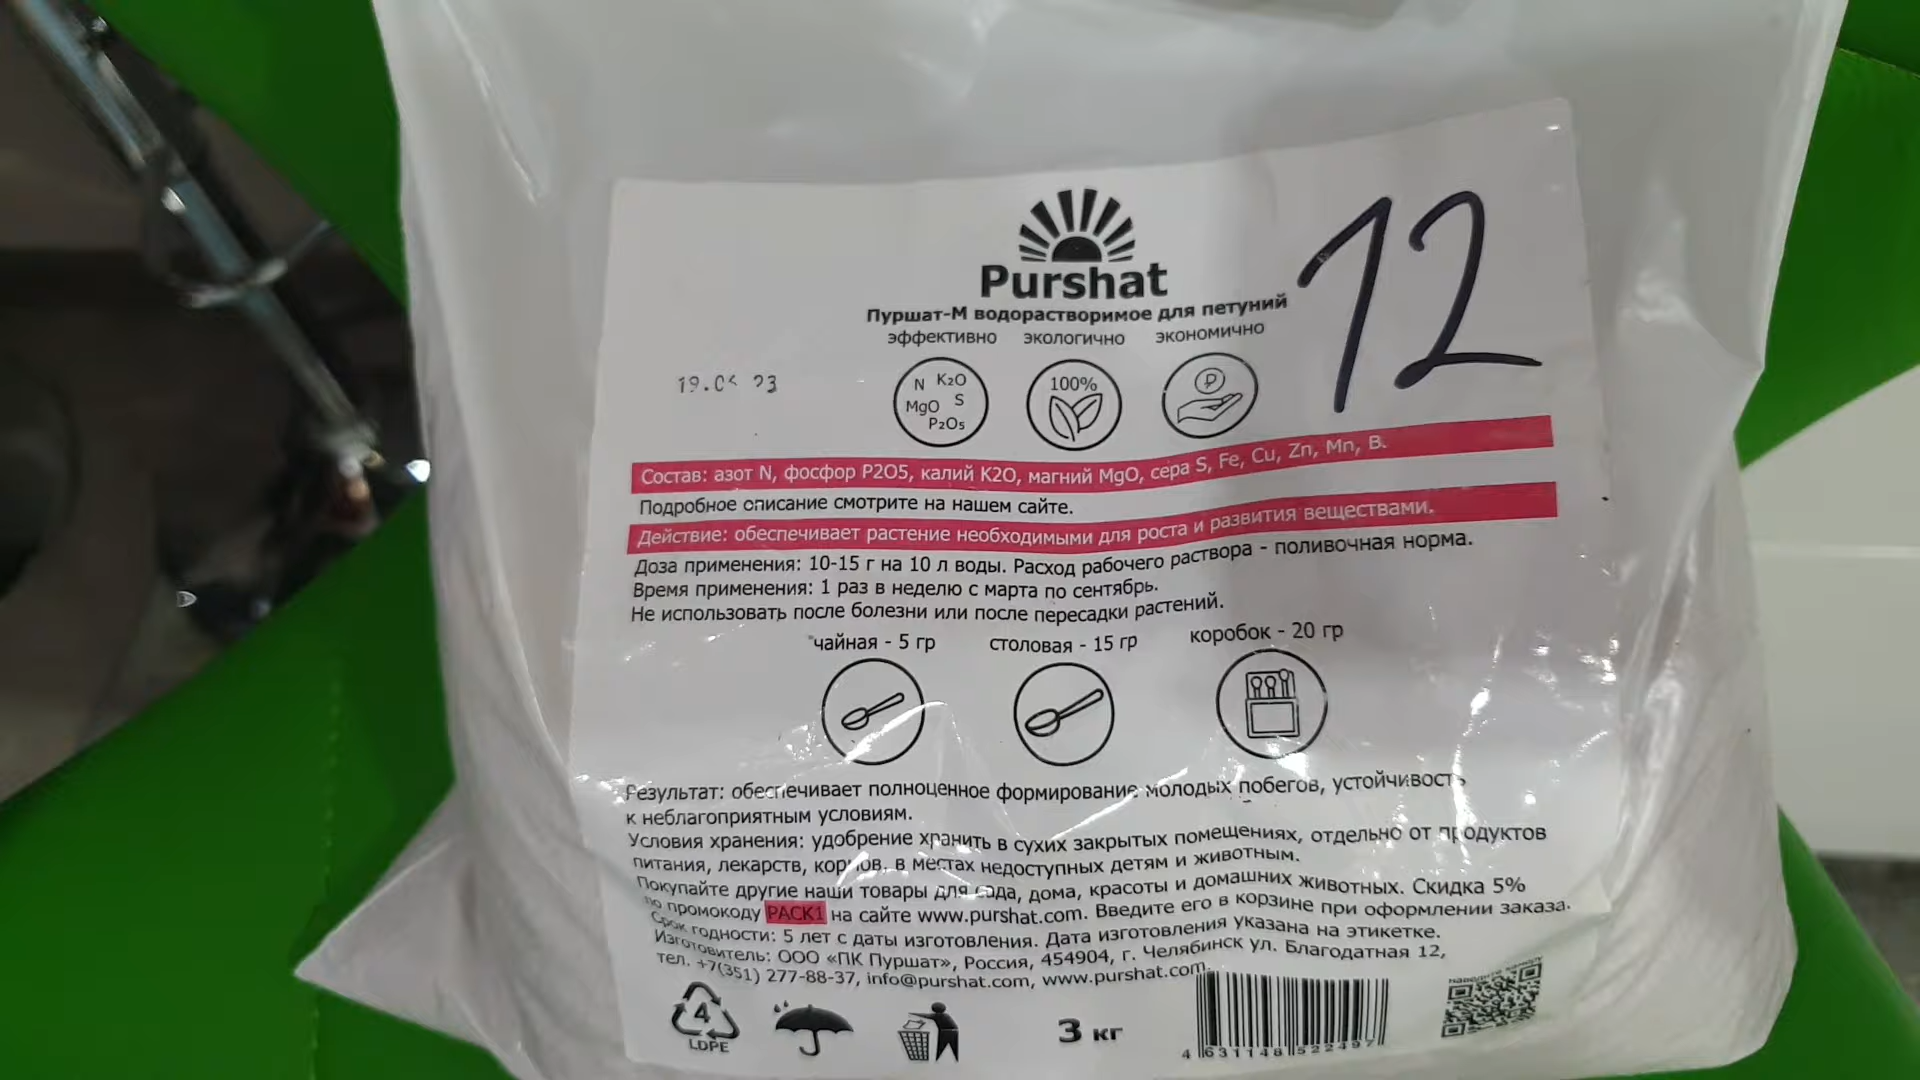 Purshat
12
Пуршат-М водорастворимое для петуний
эффективно экологично экономично
N K2O
MgO S
P2O5
100%
₽
Состав: азот N, фосфор P2O5, калий K2O, магний MgO, сера S, Fe, Cu, Zn, Mn, B.
Подробное описание смотрите на нашем сайте.
Действие: обеспечивает растение необходимыми для роста и развития веществами.
Доза применения: 10-15 г на 10 л воды. Расход рабочего раствора - поливочная норма.
Время применения: 1 раз в неделю с марта по сентябрь.
Не использовать после болезни или после пересадки растений.
чайная - 5 гр столовая - 15 гр коробок - 20 гр
Результат: обеспечивает полноценное формирование молодых побегов, устойчивость
к неблагоприятным условиям.
Условия хранения: удобрение хранить в сухих закрытых помещениях, отдельно от продуктов
питания, лекарств, кормов, в местах недоступных детям и животным.
Покупайте другие наши товары для сада, дома, красоты и домашних животных. Скидка 5%
по промокоду PACK1 на сайте www.purshat.com. Введите его в корзине при оформлении заказа.
Срок годности: 5 лет с даты изготовления. Дата изготовления указана на этикетке.
Изготовитель: ООО «ПК Пуршат», Россия, 454904, г. Челябинск ул. Благодатная 12,
тел. +7(351) 277-88-37, info@purshat.com, www.purshat.com.
4
LDPE
3 кг
4 631148 522497